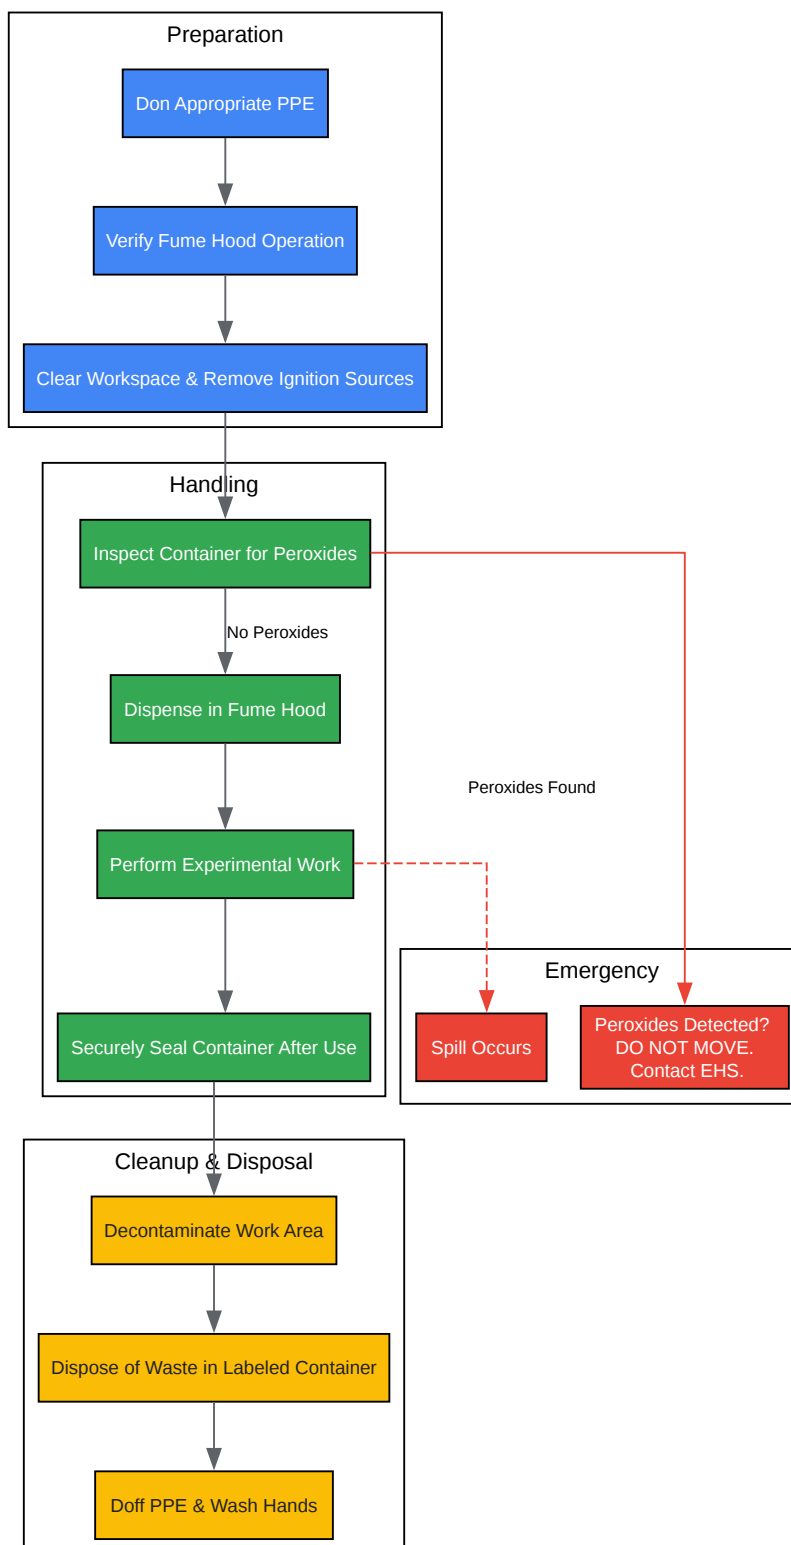 Preparation
Don Appropriate PPE
Verify Fume Hood Operation
Clear Workspace & Remove Ignition Sources
Handling
Inspect Container for Peroxides
No Peroxides
Dispense in Fume Hood
Peroxides Found
Perform Experimental Work
Emergency
Spill Occurs
Peroxides Detected?
DO NOT MOVE.
Contact EHS.
Securely Seal Container After Use
Cleanup & Disposal
Decontaminate Work Area
Dispose of Waste in Labeled Container
Doff PPE & Wash Hands